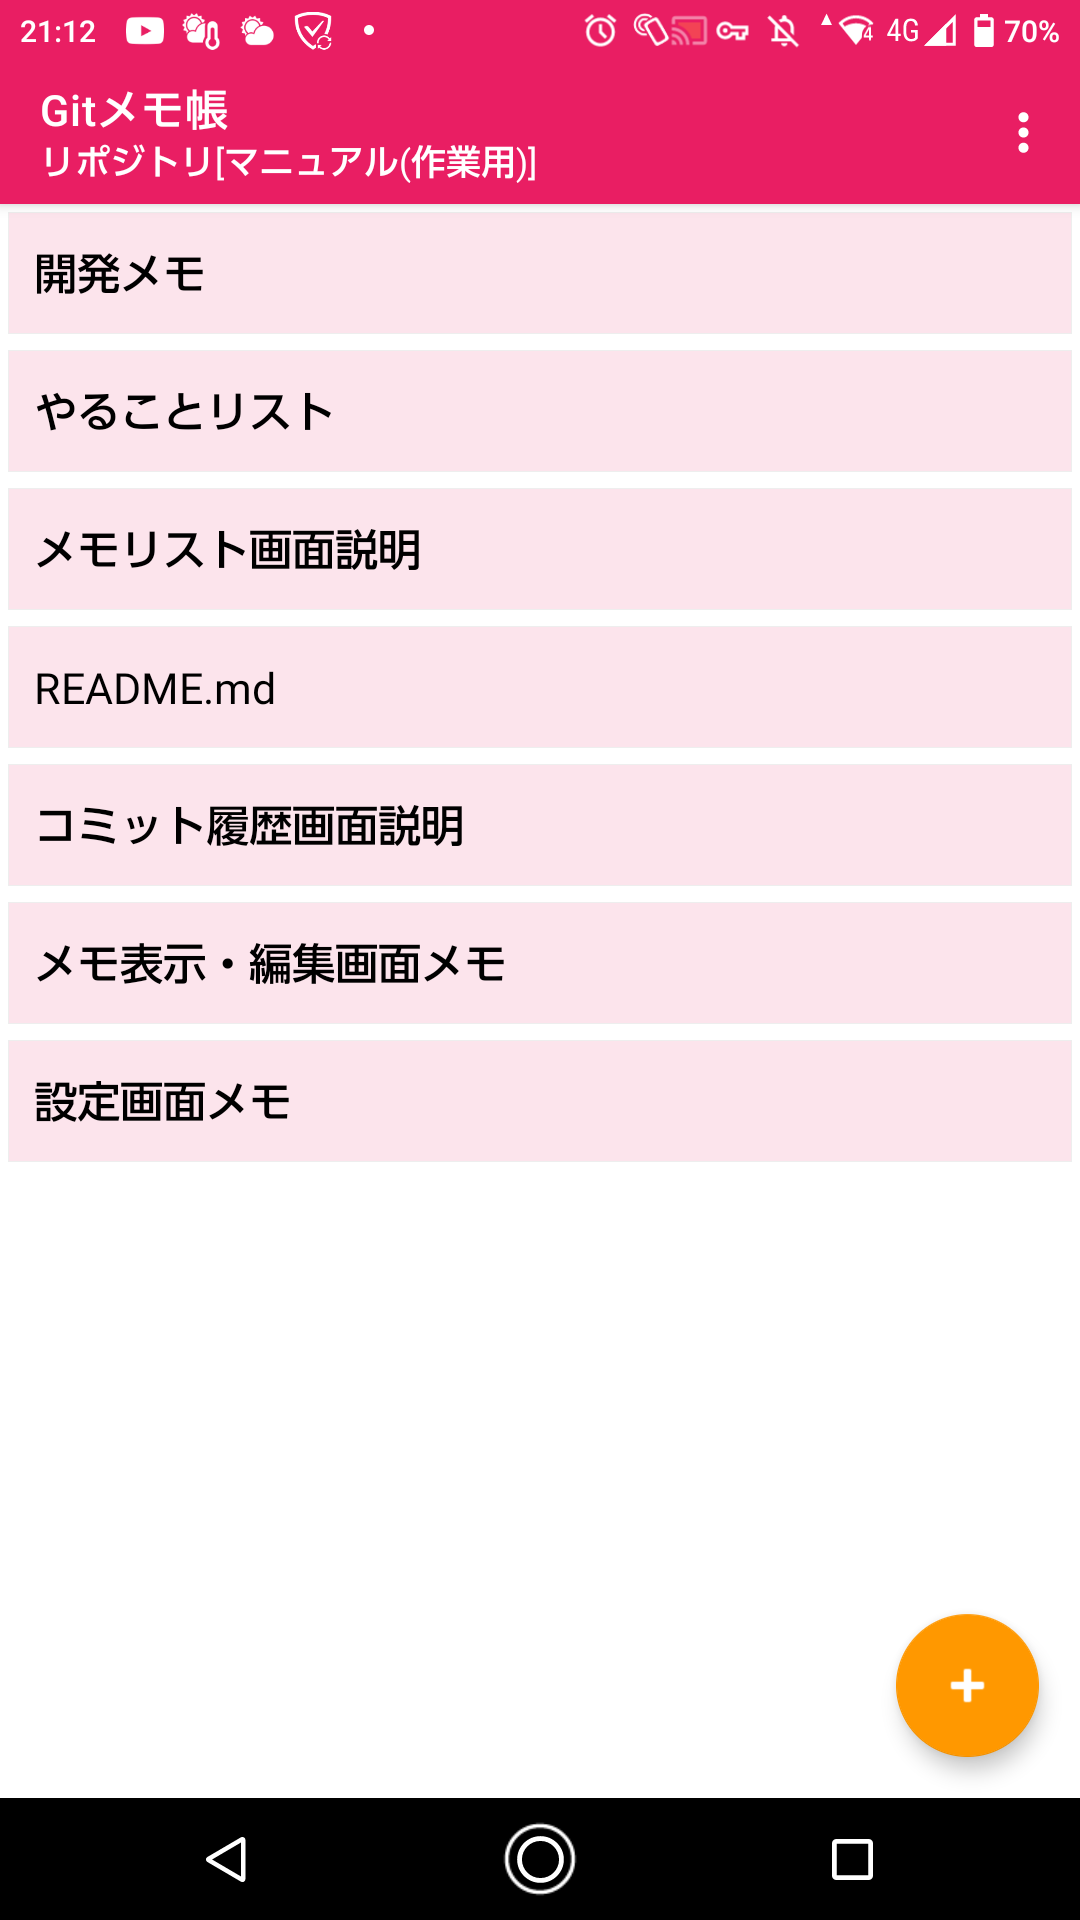 21:12 4G 70%
Gitメモ帳
リポジトリ[マニュアル(作業用)]
開発メモ
やることリスト
メモリスト画面説明
README.md
コミット履歴画面説明
メモ表示・編集画面メモ
設定画面メモ